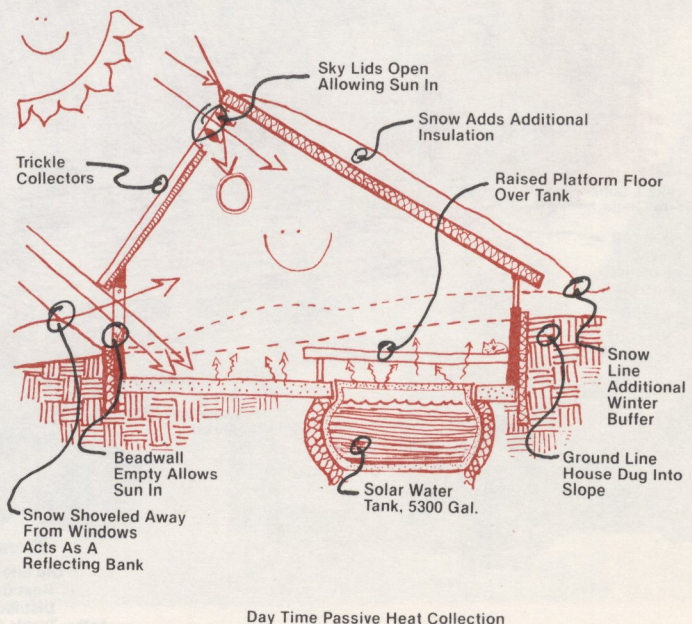 Sky Lids Open
Allowing Sun In
Snow Adds Additional
Insulation
Trickle
Collectors
Raised Platform Floor
Over Tank
Snow
Line
Additional
Winter
Buffer
Beadwall
Empty Allows
Sun In
Ground Line
House Dug Into
Slope
Solar Water
Tank, 5300 Gal.
Snow Shoveled Away
From Windows
Acts As A
Reflecting Bank
Day Time Passive Heat Collection